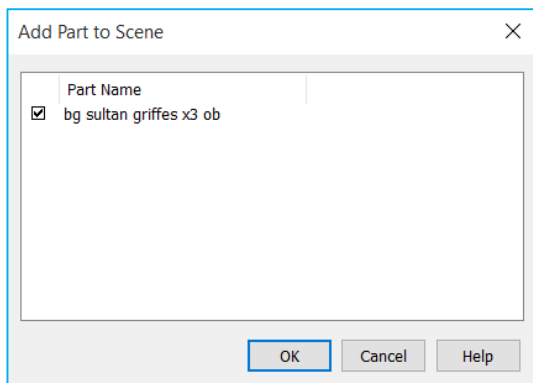 Add Part to Scene
Part Name
bg sultan griffes x3 ob
OK Cancel Help